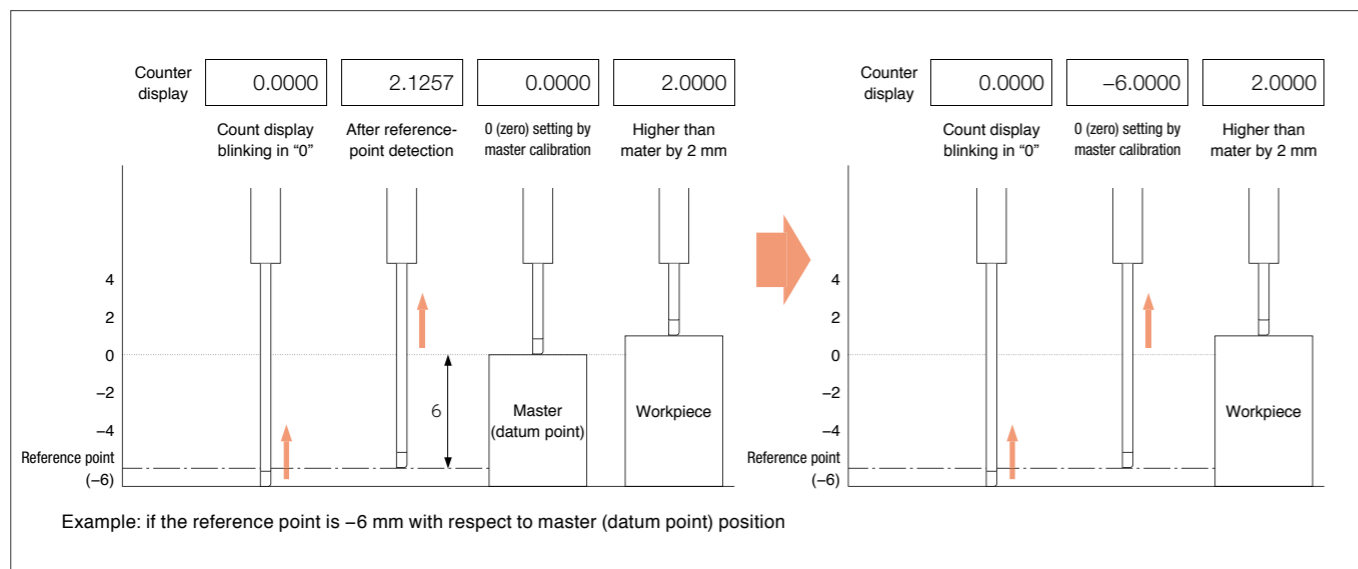 Counter
display
0.0000
2.1257
0.0000
2.0000
Count display
blinking in “0”
After reference-
point detection
0 (zero) setting by
master calibration
Higher than
mater by 2 mm
4
2
0
−2
−4
Reference point
(−6)
6
Master
(datum point)
Workpiece
Counter
display
0.0000
−6.0000
2.0000
Count display
blinking in “0”
0 (zero) setting by
master calibration
Higher than
mater by 2 mm
4
2
0
−2
−4
Reference point
(−6)
Workpiece
Example: if the reference point is −6 mm with respect to master (datum point) position